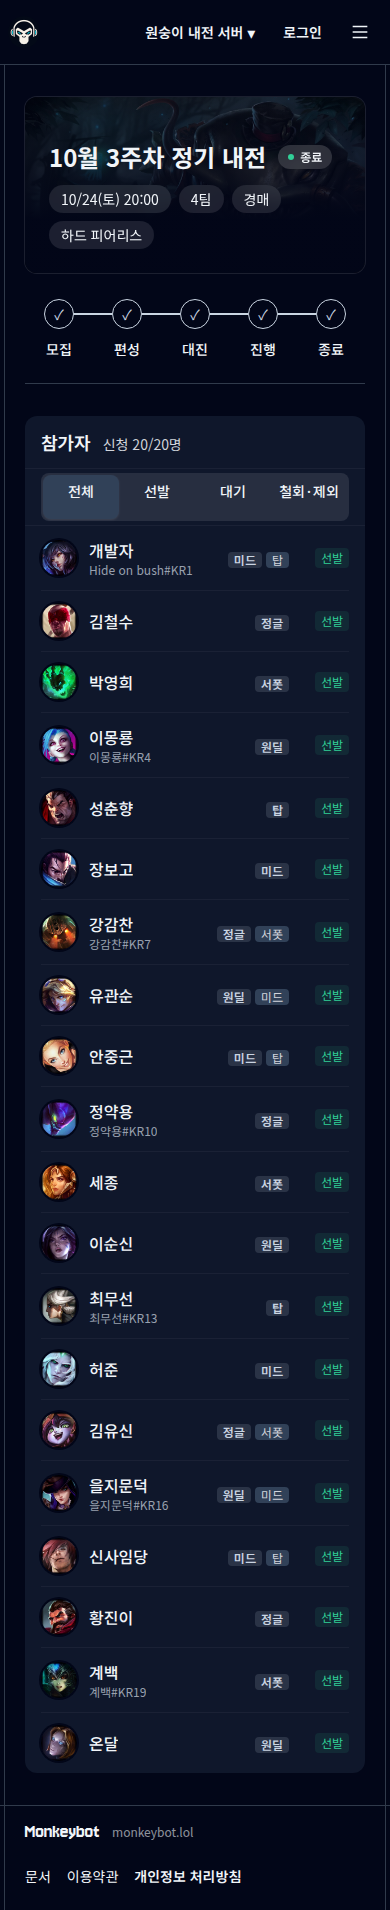 원숭이 내전 서버 ▾ 로그인
10월 3주차 정기 내전 종료
10/24(토) 20:00 4팀 경매
하드 피어리스
모집 편성 대진 진행 종료
참가자 신청 20/20명
전체 선발 대기 철회·제외
개발자 미드 탑 선발
Hide on bush#KR1
김철수 정글 선발
박영희 서폿 선발
이몽룡 원딜 선발
이몽룡#KR4
성춘향 탑 선발
장보고 미드 선발
강감찬 정글 서폿 선발
강감찬#KR7
유관순 원딜 미드 선발
안중근 미드 탑 선발
정약용 정글 선발
정약용#KR10
세종 서폿 선발
이순신 원딜 선발
최무선 탑 선발
최무선#KR13
허준 미드 선발
김유신 정글 서폿 선발
을지문덕 원딜 미드 선발
을지문덕#KR16
신사임당 미드 탑 선발
황진이 정글 선발
계백 서폿 선발
계백#KR19
온달 원딜 선발
Monkeybot monkeybot.lol
문서 이용약관 개인정보 처리방침